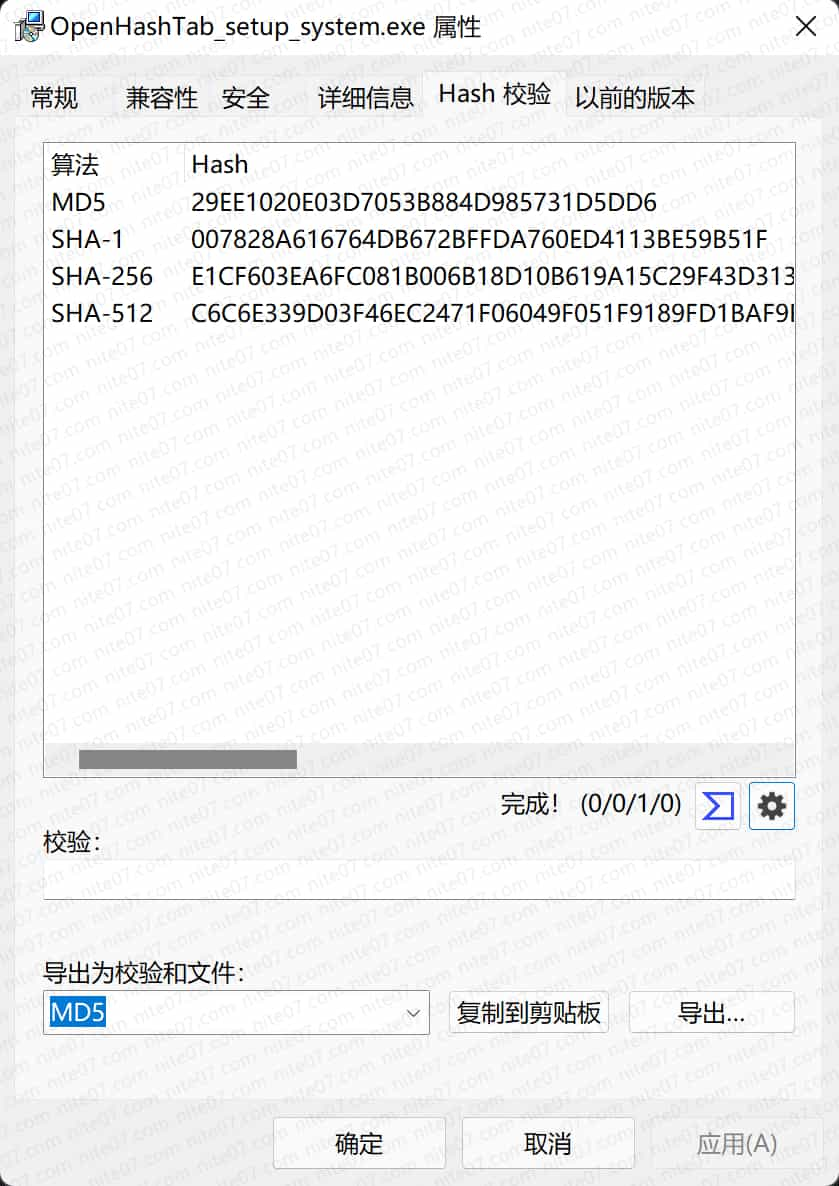 OpenHashTab_setup_system.exe 属性
常规 兼容性 安全 详细信息 Hash 校验 以前的版本
算法 Hash
MD5 29EE1020E03D7053B884D985731D5DD6
SHA-1 007828A616764DB672BFFDA760ED4113BE59B51F
SHA-256 E1CF603EA6FC081B006B18D10B619A15C29F43D313
SHA-512 C6C6E339D03F46EC2471F06049F051F9189FD1BAF9
完成！ (0/0/1/0)
校验：
导出为校验和文件：
MD5 复制到剪贴板 导出...
确定 取消 应用(A)
nite07.com